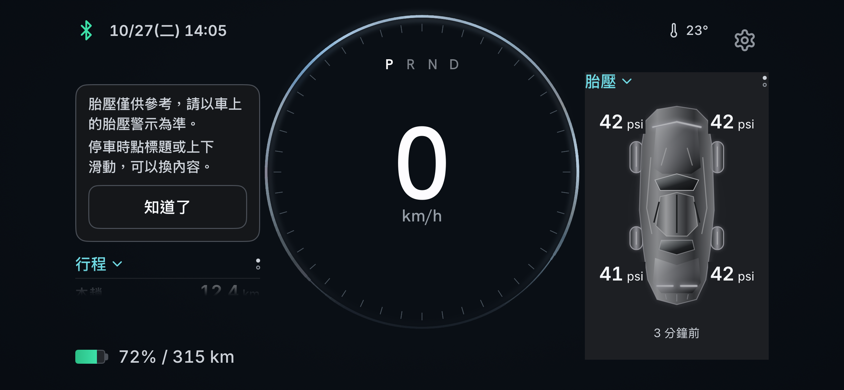 10/27(二) 14:05
23°
P R N D
胎壓僅供參考，請以車上
的胎壓警示為準。
停車時點標題或上下
滑動，可以換內容。
知道了
0
km/h
胎壓
42 psi
42 psi
41 psi
42 psi
3 分鐘前
行程
12.4 km
72% / 315 km